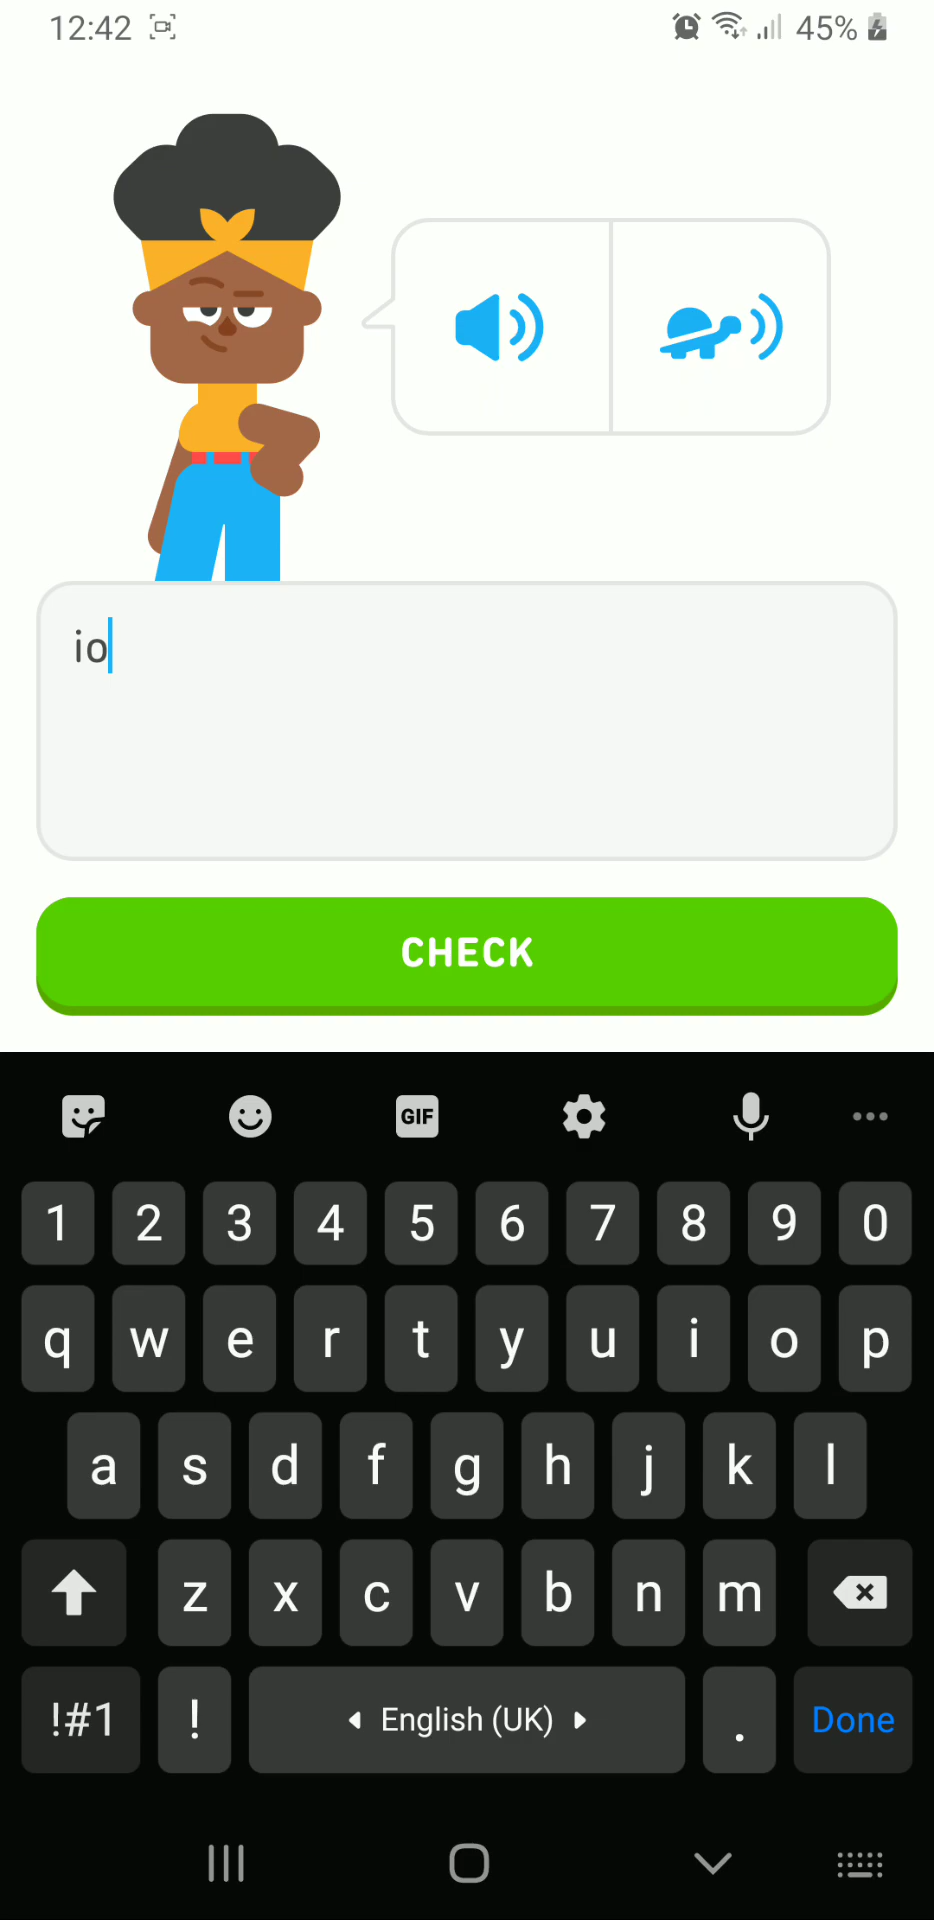 12:42 45%
io
CHECK
GIF
1 2 3 4 5 6 7 8 9 0
q w e r t y u i o p
a s d f g h j k l
z x c v b n m
!#1 ! English (UK) . Done